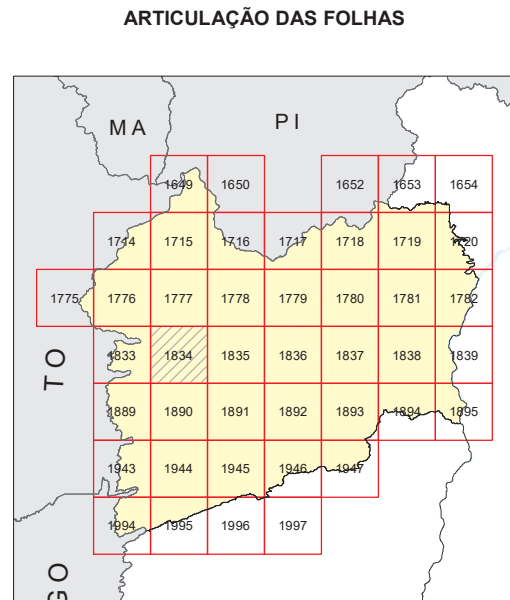 ARTICULAÇÃO DAS FOLHAS
MA
PI
1649 1650 1652 1653 1654
1714 1715 1716 1717 1718 1719 1720
1775 1776 1777 1778 1779 1780 1781 1782
TO
1833 1834 1835 1836 1837 1838 1839
1889 1890 1891 1892 1893 1894 1895
1943 1944 1945 1946 1947
1994 1995 1996 1997
GO